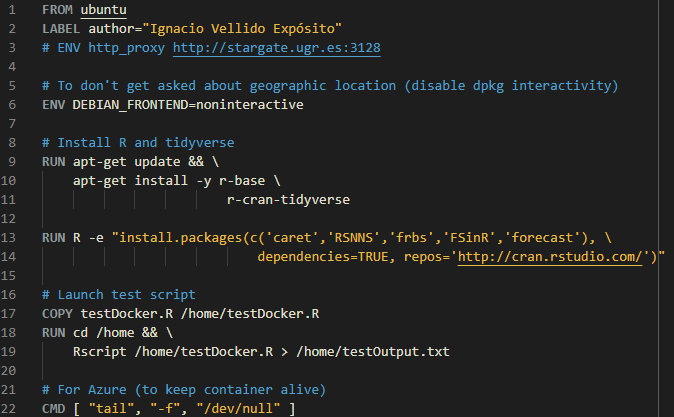 1 FROM ubuntu
2 LABEL author="Ignacio Vellido Expósito"
3 # ENV http_proxy http://stargate.ugr.es:3128
4
5 # To don't get asked about geographic location (disable dpkg interactivity)
6 ENV DEBIAN_FRONTEND=noninteractive
7
8 # Install R and tidyverse
9 RUN apt-get update && \
10 apt-get install -y r-base \
11 r-cran-tidyverse
12
13 RUN R -e "install.packages(c('caret','RSNNS','frbs','FSinR','forecast'), \
14 dependencies=TRUE, repos='http://cran.rstudio.com/')"
15
16 # Launch test script
17 COPY testDocker.R /home/testDocker.R
18 RUN cd /home && \
19 Rscript /home/testDocker.R > /home/testOutput.txt
20
21 # For Azure (to keep container alive)
22 CMD [ "tail", "-f", "/dev/null" ]